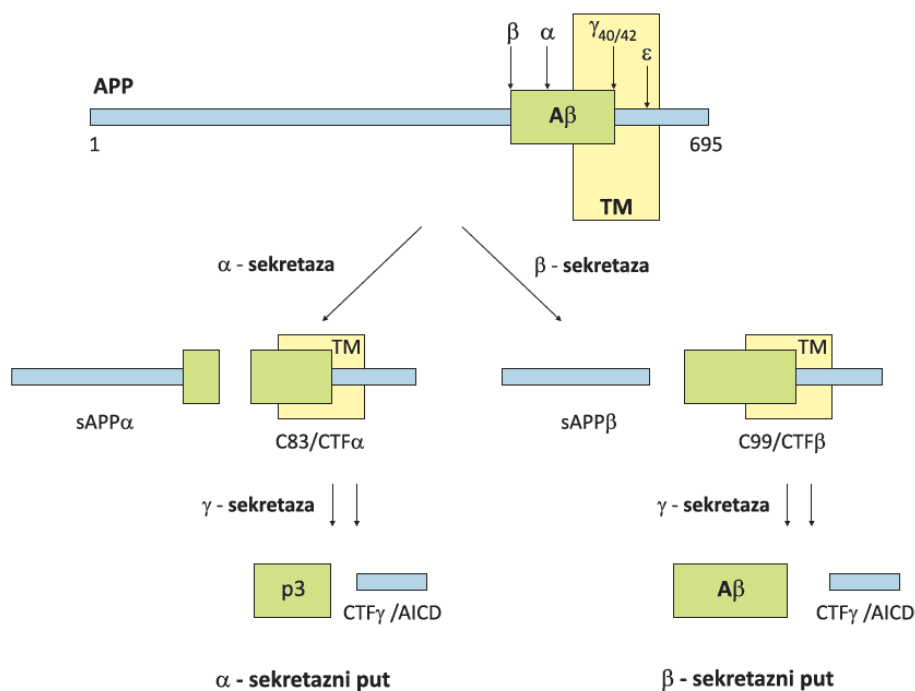 β α γ40/42 ε
APP
Aβ
1 695
TM
α - sekretaza β - sekretaza
TM TM
sAPPα sAPPβ
C83/CTFα C99/CTFβ
γ - sekretaza γ - sekretaza
p3 Aβ
CTFγ /AICD CTFγ /AICD
α - sekretazni put β - sekretazni put